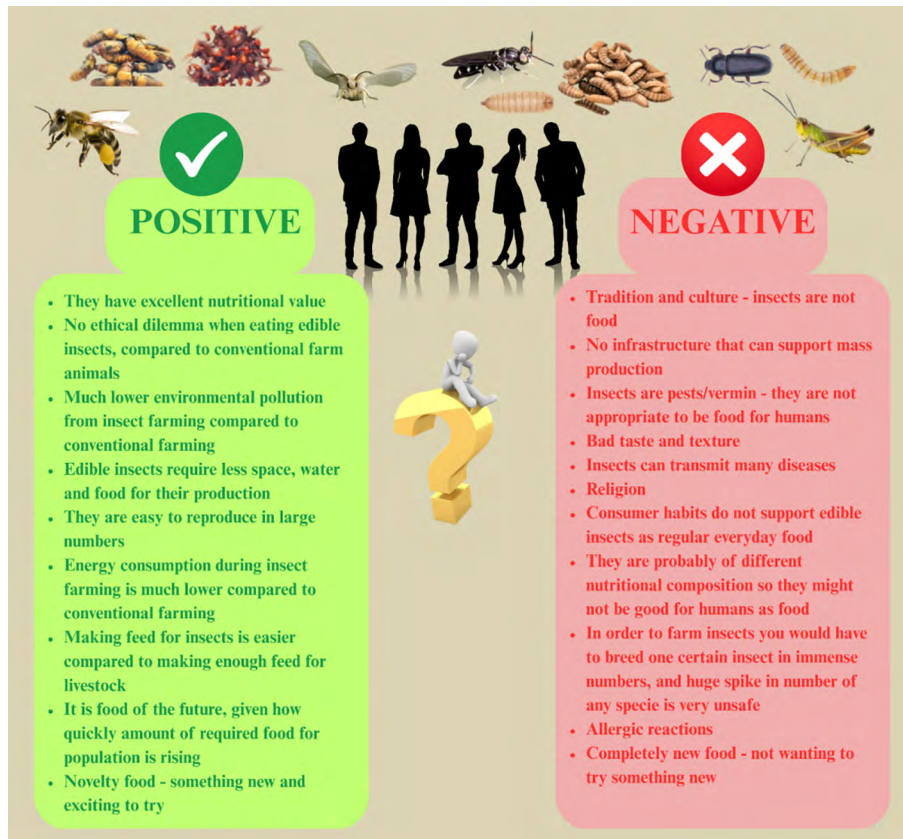 POSITIVE
• They have excellent nutritional value
• No ethical dilemma when eating edible
insects, compared to conventional farm
animals
• Much lower environmental pollution
from insect farming compared to
conventional farming
• Edible insects require less space, water
and food for their production
• They are easy to reproduce in large
numbers
• Energy consumption during insect
farming is much lower compared to
conventional farming
• Making feed for insects is easier
compared to making enough feed for
livestock
• It is food of the future, given how
quickly amount of required food for
population is rising
• Novelty food - something new and
exciting to try
NEGATIVE
• Tradition and culture - insects are not
food
• No infrastructure that can support mass
production
• Insects are pests/vermin - they are not
appropriate to be food for humans
• Bad taste and texture
• Insects can transmit many diseases
• Religion
• Consumer habits do not support edible
insects as regular everyday food
• They are probably of different
nutritional composition so they might
not be good for humans as food
• In order to farm insects you would have
to breed one certain insect in immense
numbers, and huge spike in number of
any specie is very unsafe
• Allergic reactions
• Completely new food - not wanting to
try something new